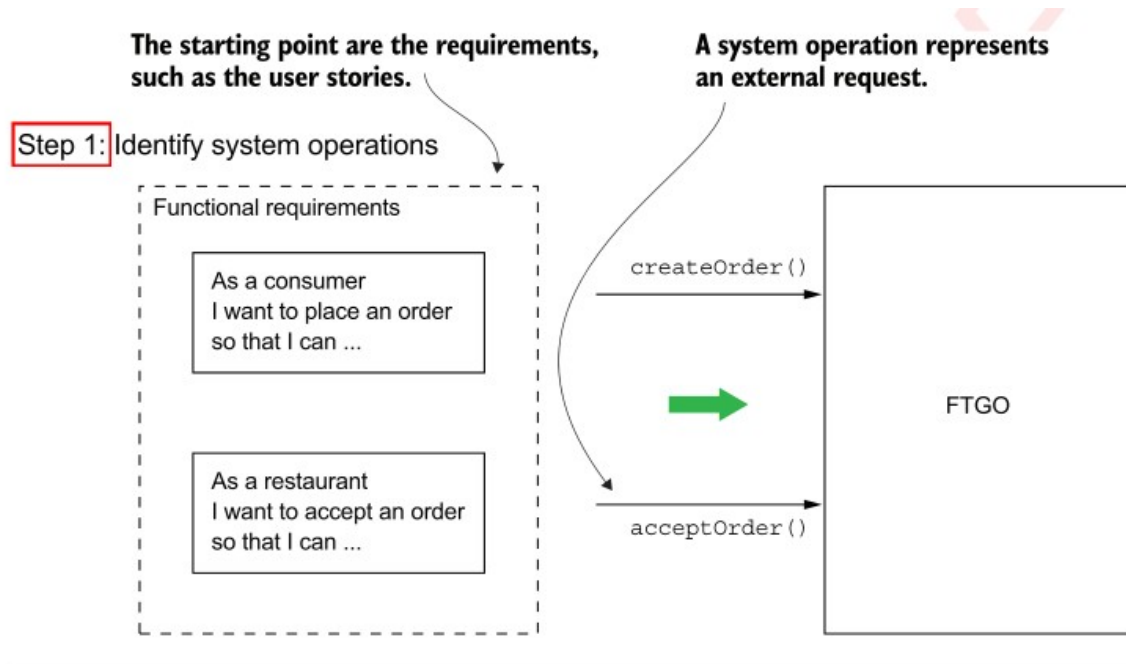 The starting point are the requirements,
such as the user stories.
A system operation represents
an external request.
Step 1: Identify system operations
Functional requirements
As a consumer
I want to place an order
so that I can ...
As a restaurant
I want to accept an order
so that I can ...
createOrder()
acceptOrder()
FTGO